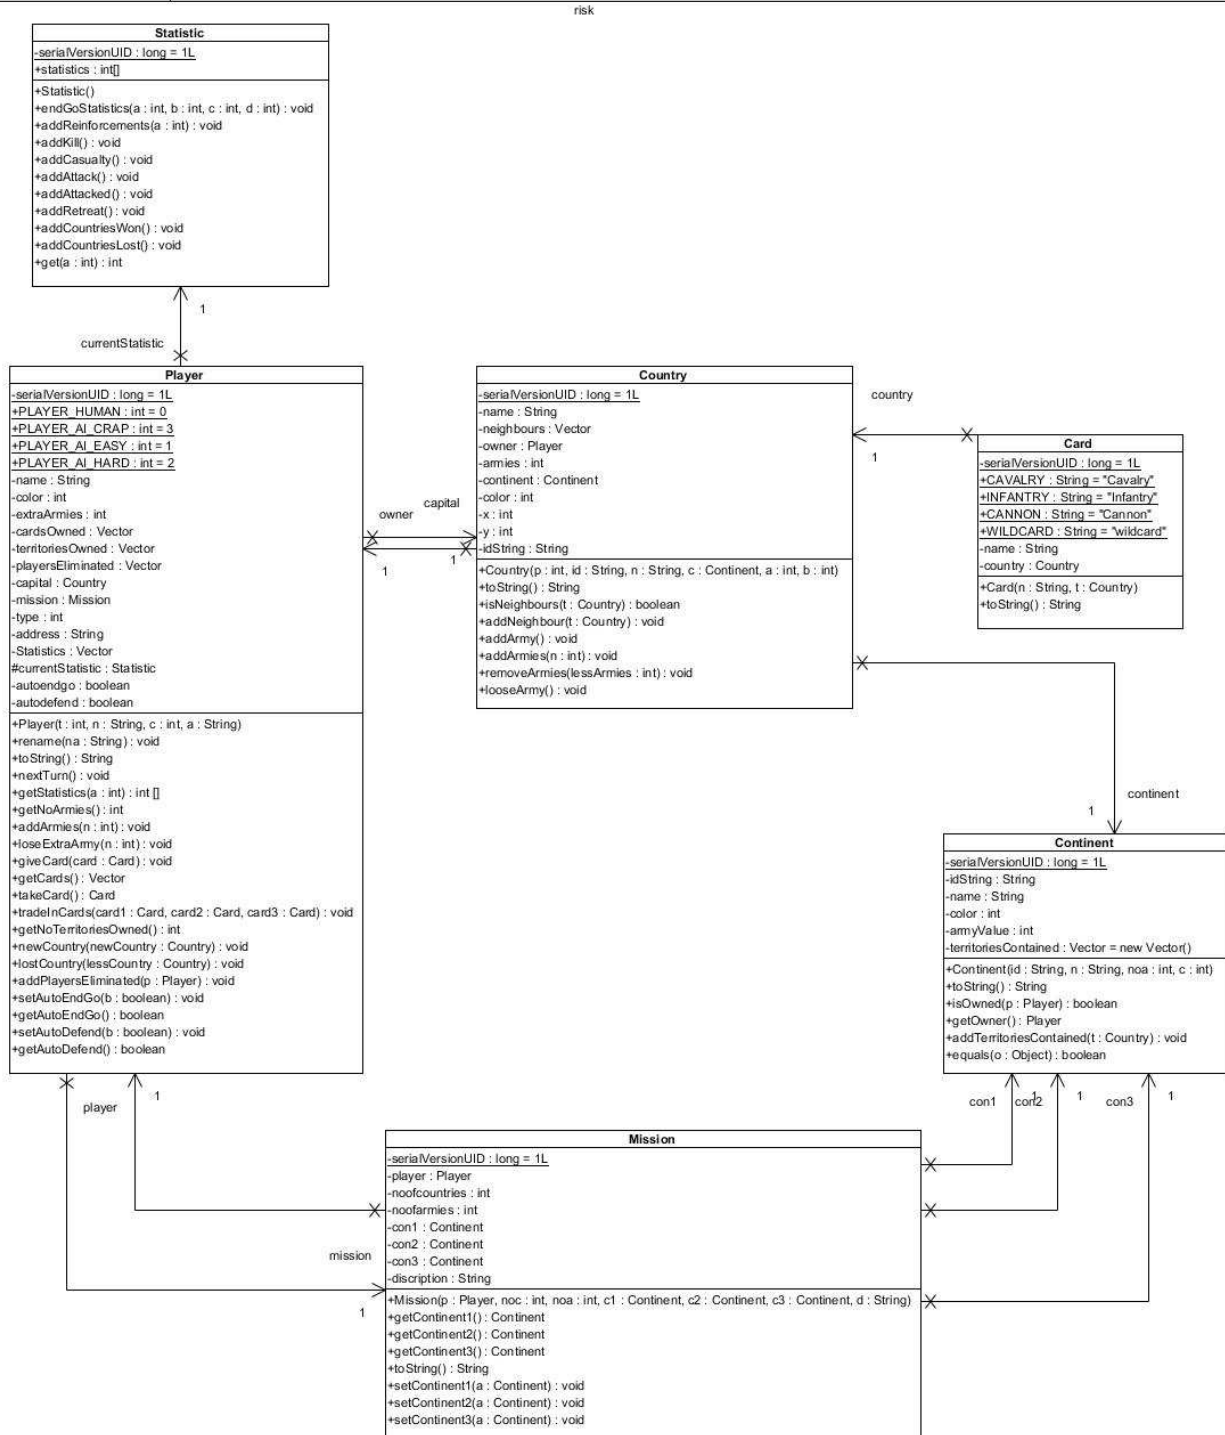 risk
Statistic
-serialVersionUID : long = 1L
+statistics : int[]
+Statistic()
+endGoStatistics(a : int, b : int, c : int, d : int) : void
+addReinforcements(a : int) : void
+addKill() : void
+addCasualty() : void
+addAttack() : void
+addAttacked() : void
+addRetreat() : void
+addCountriesWon() : void
+addCountriesLost() : void
+get(a : int) : int
1
currentStatistic
Player
-serialVersionUID : long = 1L
+PLAYER_HUMAN : int = 0
+PLAYER_AI_CRAP : int = 3
+PLAYER_AI_EASY : int = 1
+PLAYER_AI_HARD : int = 2
-name : String
-color : int
-extraArmies : int
-cardsOwned : Vector
-territoriesOwned : Vector
-playersEliminated : Vector
-capital : Country
-mission : Mission
-type : int
-address : String
-Statistics : Vector
#currentStatistic : Statistic
-autoendgo : boolean
-autodefend : boolean
+Player(t : int, n : String, c : int, a : String)
+rename(na : String) : void
+toString() : String
+nextTurn() : void
+getStatistics(a : int) : int []
+getNoArmies() : int
+addArmies(n : int) : void
+loseExtraArmy(n : int) : void
+giveCard(card : Card) : void
+getCards() : Vector
+takeCard() : Card
+tradeInCards(card1 : Card, card2 : Card, card3 : Card) : void
+getNoTerritoriesOwned() : int
+newCountry(newCountry : Country) : void
+lostCountry(lessCountry : Country) : void
+addPlayersEliminated(p : Player) : void
+setAutoEndGo(b : boolean) : void
+getAutoEndGo() : boolean
+setAutoDefend(b : boolean) : void
+getAutoDefend() : boolean
capital
owner
1
1
Country
-serialVersionUID : long = 1L
-name : String
-neighbours : Vector
-owner : Player
-armies : int
-continent : Continent
-color : int
-x : int
-y : int
-idString : String
+Country(p : int, id : String, n : String, c : Continent, a : int, b : int)
+toString() : String
+isNeighbours(t : Country) : boolean
+addNeighbour(t : Country) : void
+addArmy() : void
+addArmies(n : int) : void
+removeArmies(lessArmies : int) : void
+looseArmy() : void
country
1
Card
-serialVersionUID : long = 1L
+CAVALRY : String = "Cavalry"
+INFANTRY : String = "Infantry"
+CANNON : String = "Cannon"
+WILDCARD : String = "wildcard"
-name : String
-country : Country
+Card(n : String, t : Country)
+toString() : String
continent
1
Continent
-serialVersionUID : long = 1L
-idString : String
-name : String
-color : int
-armyValue : int
-territoriesContained : Vector = new Vector()
+Continent(id : String, n : String, noa : int, c : int)
+toString() : String
+isOwned(p : Player) : boolean
+getOwner() : Player
+addTerritoriesContained(t : Country) : void
+equals(o : Object) : boolean
con1
1
con2
1
con3
1
player
1
mission
1
Mission
-serialVersionUID : long = 1L
-player : Player
-noofcountries : int
-noofarmies : int
-con1 : Continent
-con2 : Continent
-con3 : Continent
-discription : String
+Mission(p : Player, noc : int, noa : int, c1 : Continent, c2 : Continent, c3 : Continent, d : String)
+getContinent1() : Continent
+getContinent2() : Continent
+getContinent3() : Continent
+toString() : String
+setContinent1(a : Continent) : void
+setContinent2(a : Continent) : void
+setContinent3(a : Continent) : void